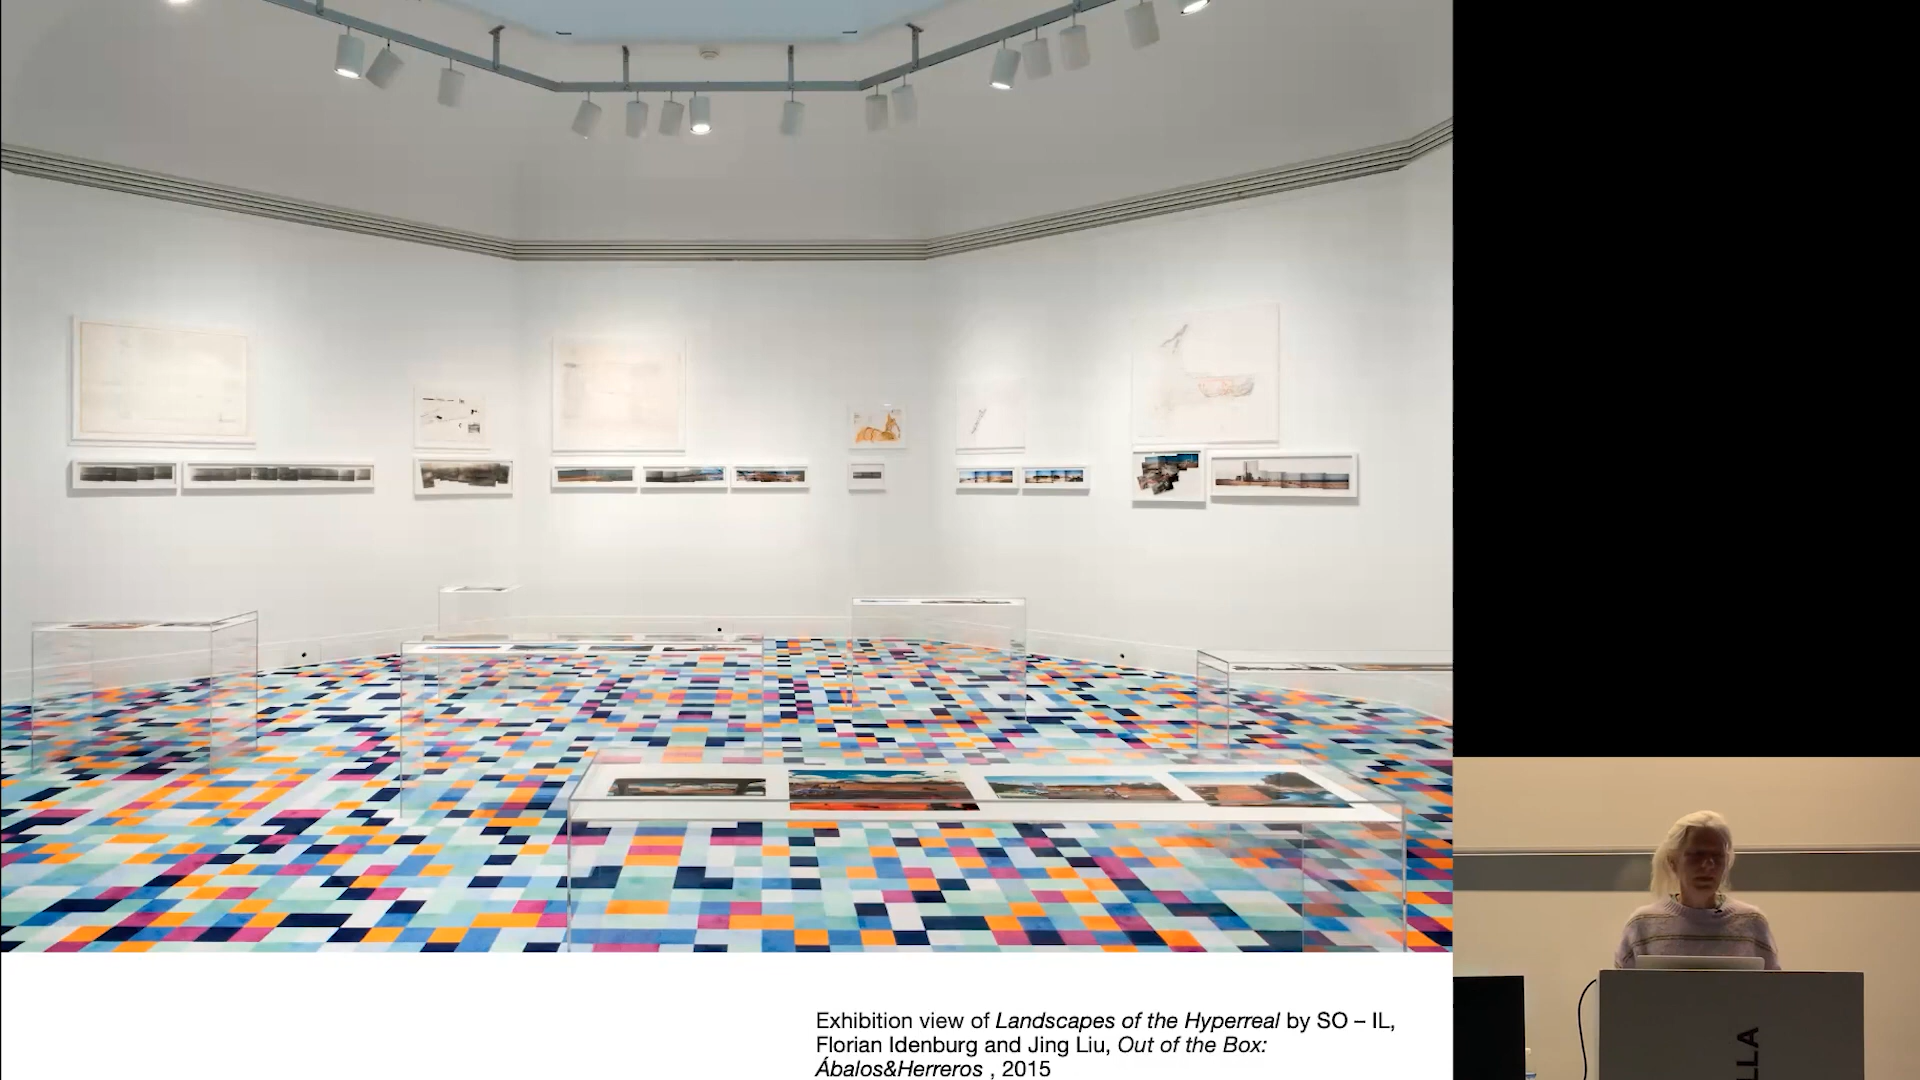 Exhibition view of Landscapes of the Hyperreal by SO – IL,
Florian Idenburg and Jing Liu, Out of the Box:
Ábalos&Herreros , 2015
LLA